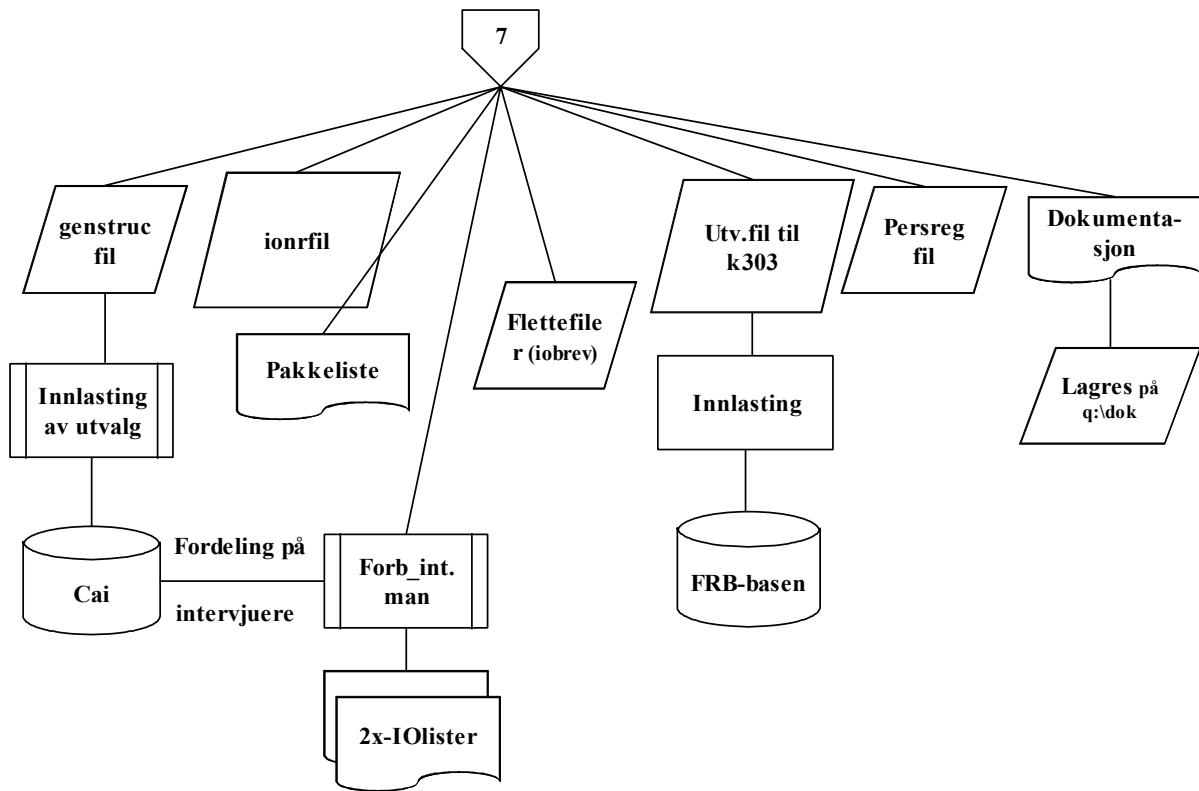 7
genstruc
fil
ionrfil
Pakkeliste
Flettefile
r (iobrev)
Utv.fil til
k303
Persreg
fil
Dokumenta-
sjon
Innlasting
av utvalg
Innlasting
Lagres på
q:\dok
Cai
Fordeling på
intervjuere
Forb_int.
man
FRB-basen
2x-IOlister